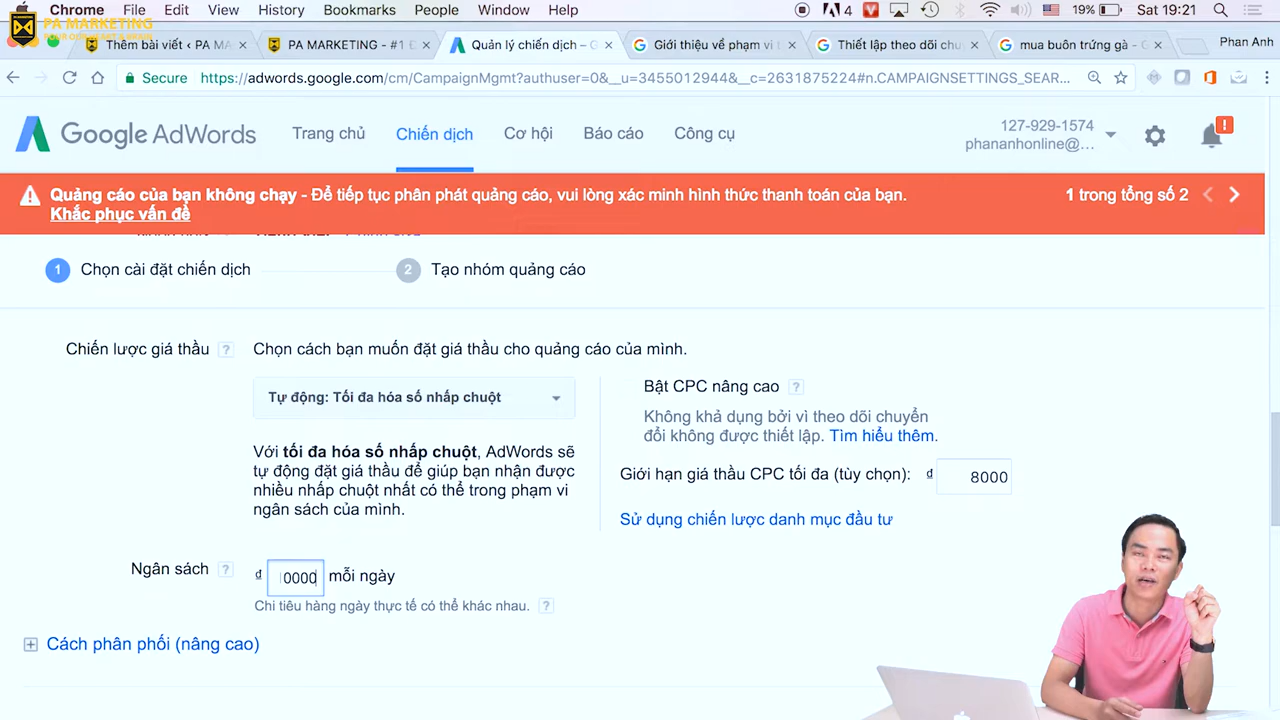 Chrome File Edit View History Bookmarks People Window Help
4
19% Sat 19:21
PA MARKETING
Thêm bài viết ‹ PA M
PA MARKETING - #1 Đ
Quản lý chiến dịch – G
Giới thiệu về phạm vi t
Thiết lập theo dõi chu
mua buôn trứng gà - G
Phan Anh
Secure https://adwords.google.com/cm/CampaignMgmt?authuser=0&__u=3455012944&__c=2631875224#n.CAMPAIGNSETTINGS_SEAR...
Google AdWords
Trang chủ Chiến dịch Cơ hội Báo cáo Công cụ
127-929-1574
phananhonline@...
!
Quảng cáo của bạn không chạy - Để tiếp tục phân phát quảng cáo, vui lòng xác minh hình thức thanh toán của bạn.
Khắc phục vấn đề
1 trong tổng số 2
1 Chọn cài đặt chiến dịch
2 Tạo nhóm quảng cáo
Chiến lược giá thầu ? Chọn cách bạn muốn đặt giá thầu cho quảng cáo của mình.
Tự động: Tối đa hóa số nhấp chuột
Với tối đa hóa số nhấp chuột, AdWords sẽ
tự động đặt giá thầu để giúp bạn nhận được
nhiều nhấp chuột nhất có thể trong phạm vi
ngân sách của mình.
Bật CPC nâng cao ?
Không khả dụng bởi vì theo dõi chuyển
đổi không được thiết lập. Tìm hiểu thêm.
Giới hạn giá thầu CPC tối đa (tùy chọn): đ 8000
Sử dụng chiến lược danh mục đầu tư
Ngân sách ? đ 0000 mỗi ngày
Chi tiêu hàng ngày thực tế có thể khác nhau. ?
Cách phân phối (nâng cao)